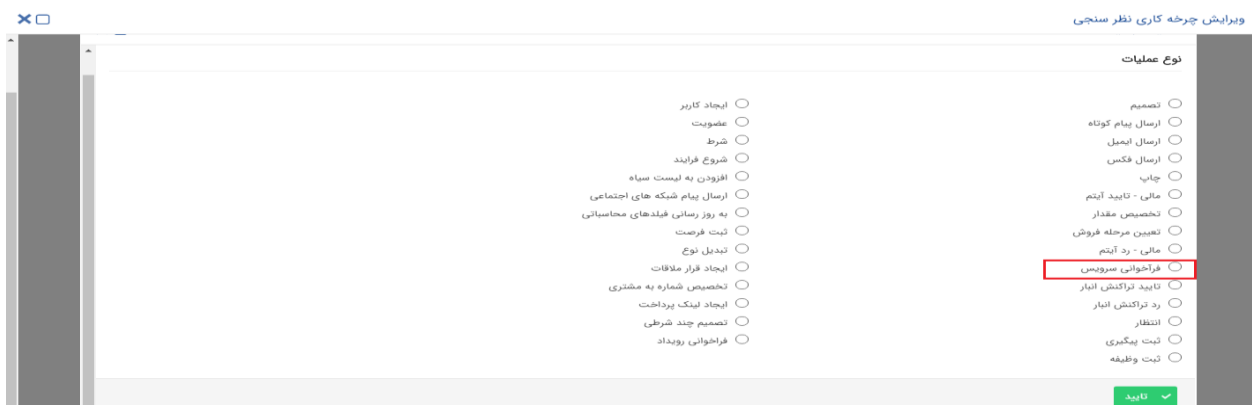 ویرایش چرخه کاری نظر سنجی
نوع عملیات
تصمیم
ارسال پیام کوتاه
ارسال ایمیل
ارسال فکس
چاپ
مالی - تایید آیتم
تخصیص مقدار
تعیین مرحله فروش
مالی - رد آیتم
فرآخوانی سرویس
تایید تراکنش انبار
رد تراکنش انبار
انتظار
ثبت پیگیری
ثبت وظیفه
ایجاد کاربر
عضویت
شرط
شروع فرایند
افزودن به لیست سیاه
ارسال پیام شبکه های اجتماعی
به روز رسانی فیلدهای محاسباتی
ثبت فرصت
تبدیل نوع
ایجاد قرار ملاقات
تخصیص شماره به مشتری
ایجاد لینک پرداخت
تصمیم چند شرطی
فراخوانی رویداد
تایید